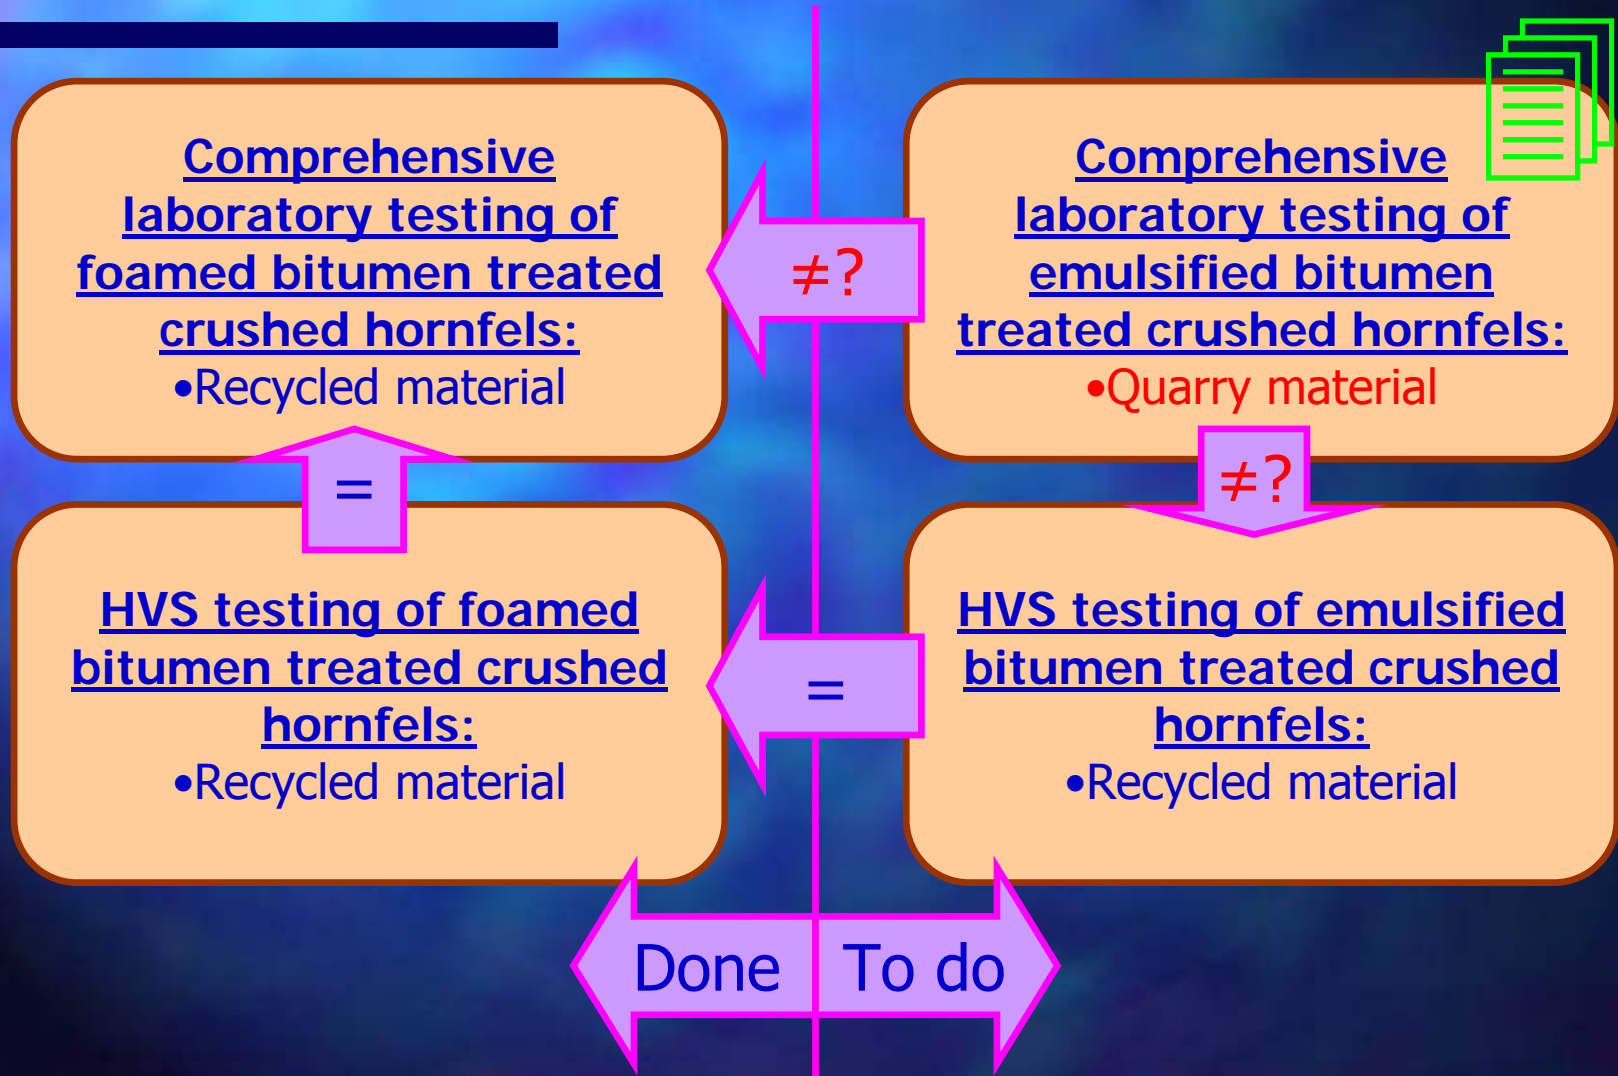 Comprehensive
laboratory testing of
foamed bitumen treated
crushed hornfels:
•Recycled material
≠?
Comprehensive
laboratory testing of
emulsified bitumen
treated crushed hornfels:
•Quarry material
=
≠?
HVS testing of foamed
bitumen treated crushed
hornfels:
•Recycled material
=
HVS testing of emulsified
bitumen treated crushed
hornfels:
•Recycled material
Done
To do